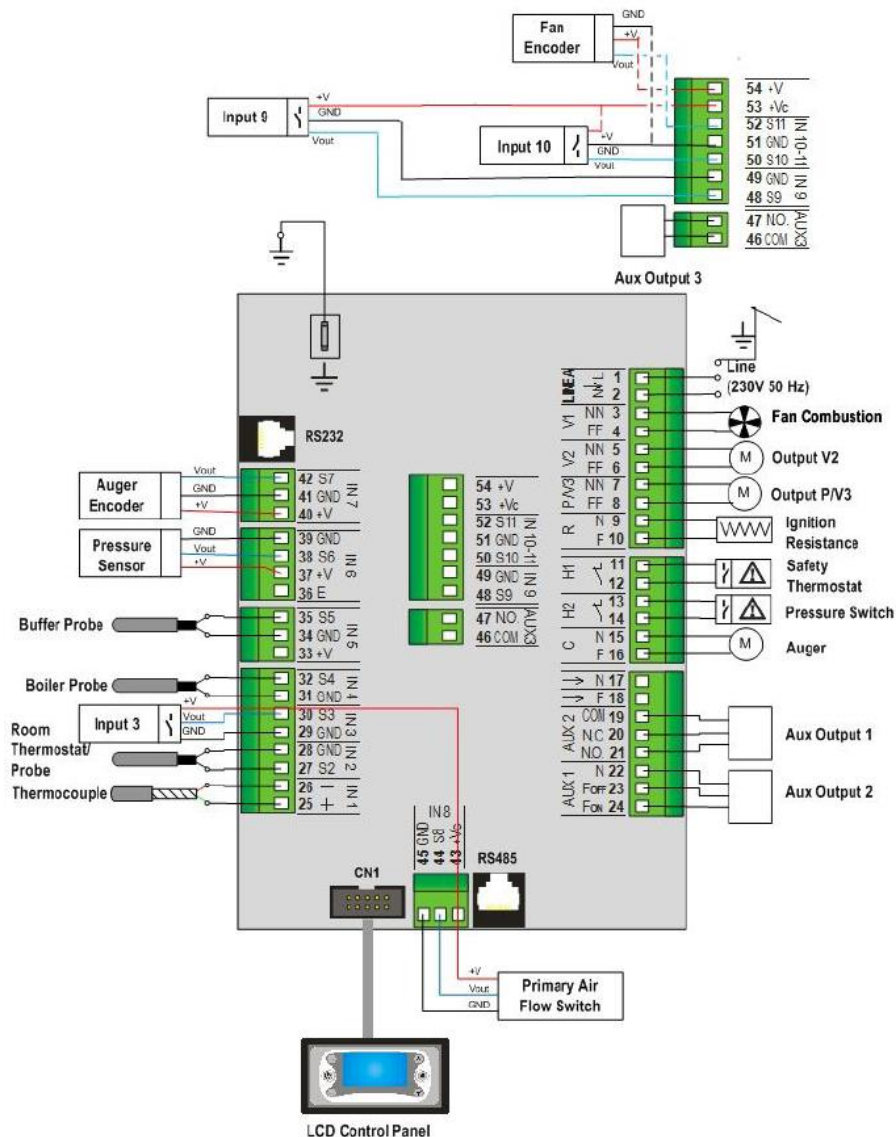 GND
Fan
Encoder
+V
Vout
54 +V
53 +Vc
52 S11
51 GND
50 S10
49 GND
48 S9
IN 10-11
IN 9
47 N.O.
46 COM
AUX3
Input 9
+V
GND
Vout
Input 10
+V
GND
Vout
Aux Output 3
RS232
Auger
Encoder
Vout
GND
+V
42 S7
41 GND
40 +V
IN 7
Pressure
Sensor
GND
Vout
+V
39 GND
38 S6
37 +V
36 E
IN 6
Buffer Probe
35 S5
34 GND
33 +V
IN 5
Boiler Probe
32 S4
31 GND
IN 4
Input 3
+V
Vout
GND
30 S3
29 GND
IN 3
Room
Thermostat/
Probe
28 GND
27 S2
IN 2
Thermocouple
26 —
25 +
IN 1
54 +V
53 +Vc
52 S11
51 GND
50 S10
49 GND
48 S9
IN 10-11
IN 9
47 NO.
46 COM
AUX3
LINEA
L 1
N 2
Line
(230V 50 Hz)
V1
NN 3
FF 4
Fan Combustion
V2
NN 5
FF 6
M
Output V2
P/V3
NN 7
FF 8
M
Output P/V3
R
N 9
F 10
Ignition
Resistance
H1
11
12
Safety
Thermostat
H2
13
14
Pressure Switch
C
N 15
F 16
M
Auger
N 17
F 18
AUX 2
COM 19
N.C 20
N.O. 21
Aux Output 1
AUX 1
N 22
FOFF 23
FON 24
Aux Output 2
IN 8
45 GND
44 S8
43 +Vc
RS485
CN1
+V
Vout
GND
Primary Air
Flow Switch
LCD Control Panel